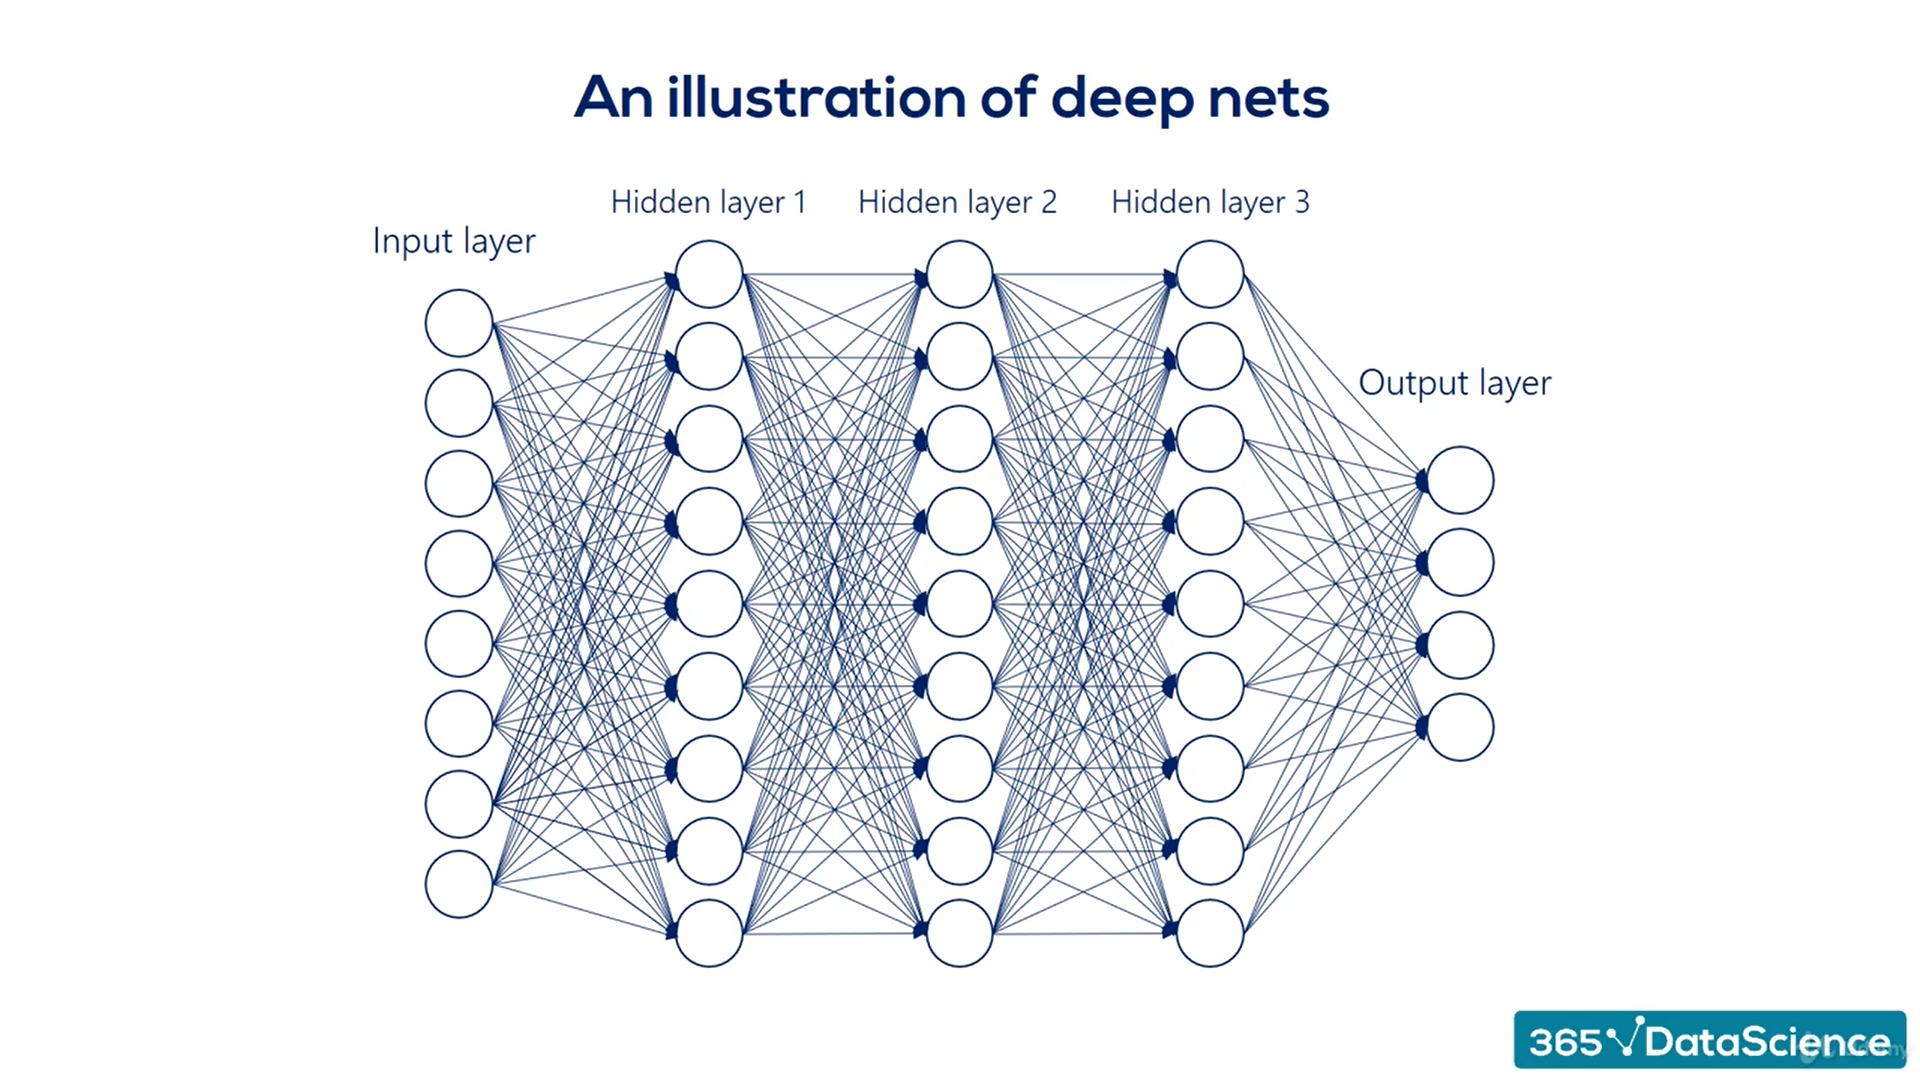 An illustration of deep nets
Hidden layer 1
Hidden layer 2
Hidden layer 3
Input layer
Output layer
365 DataScience